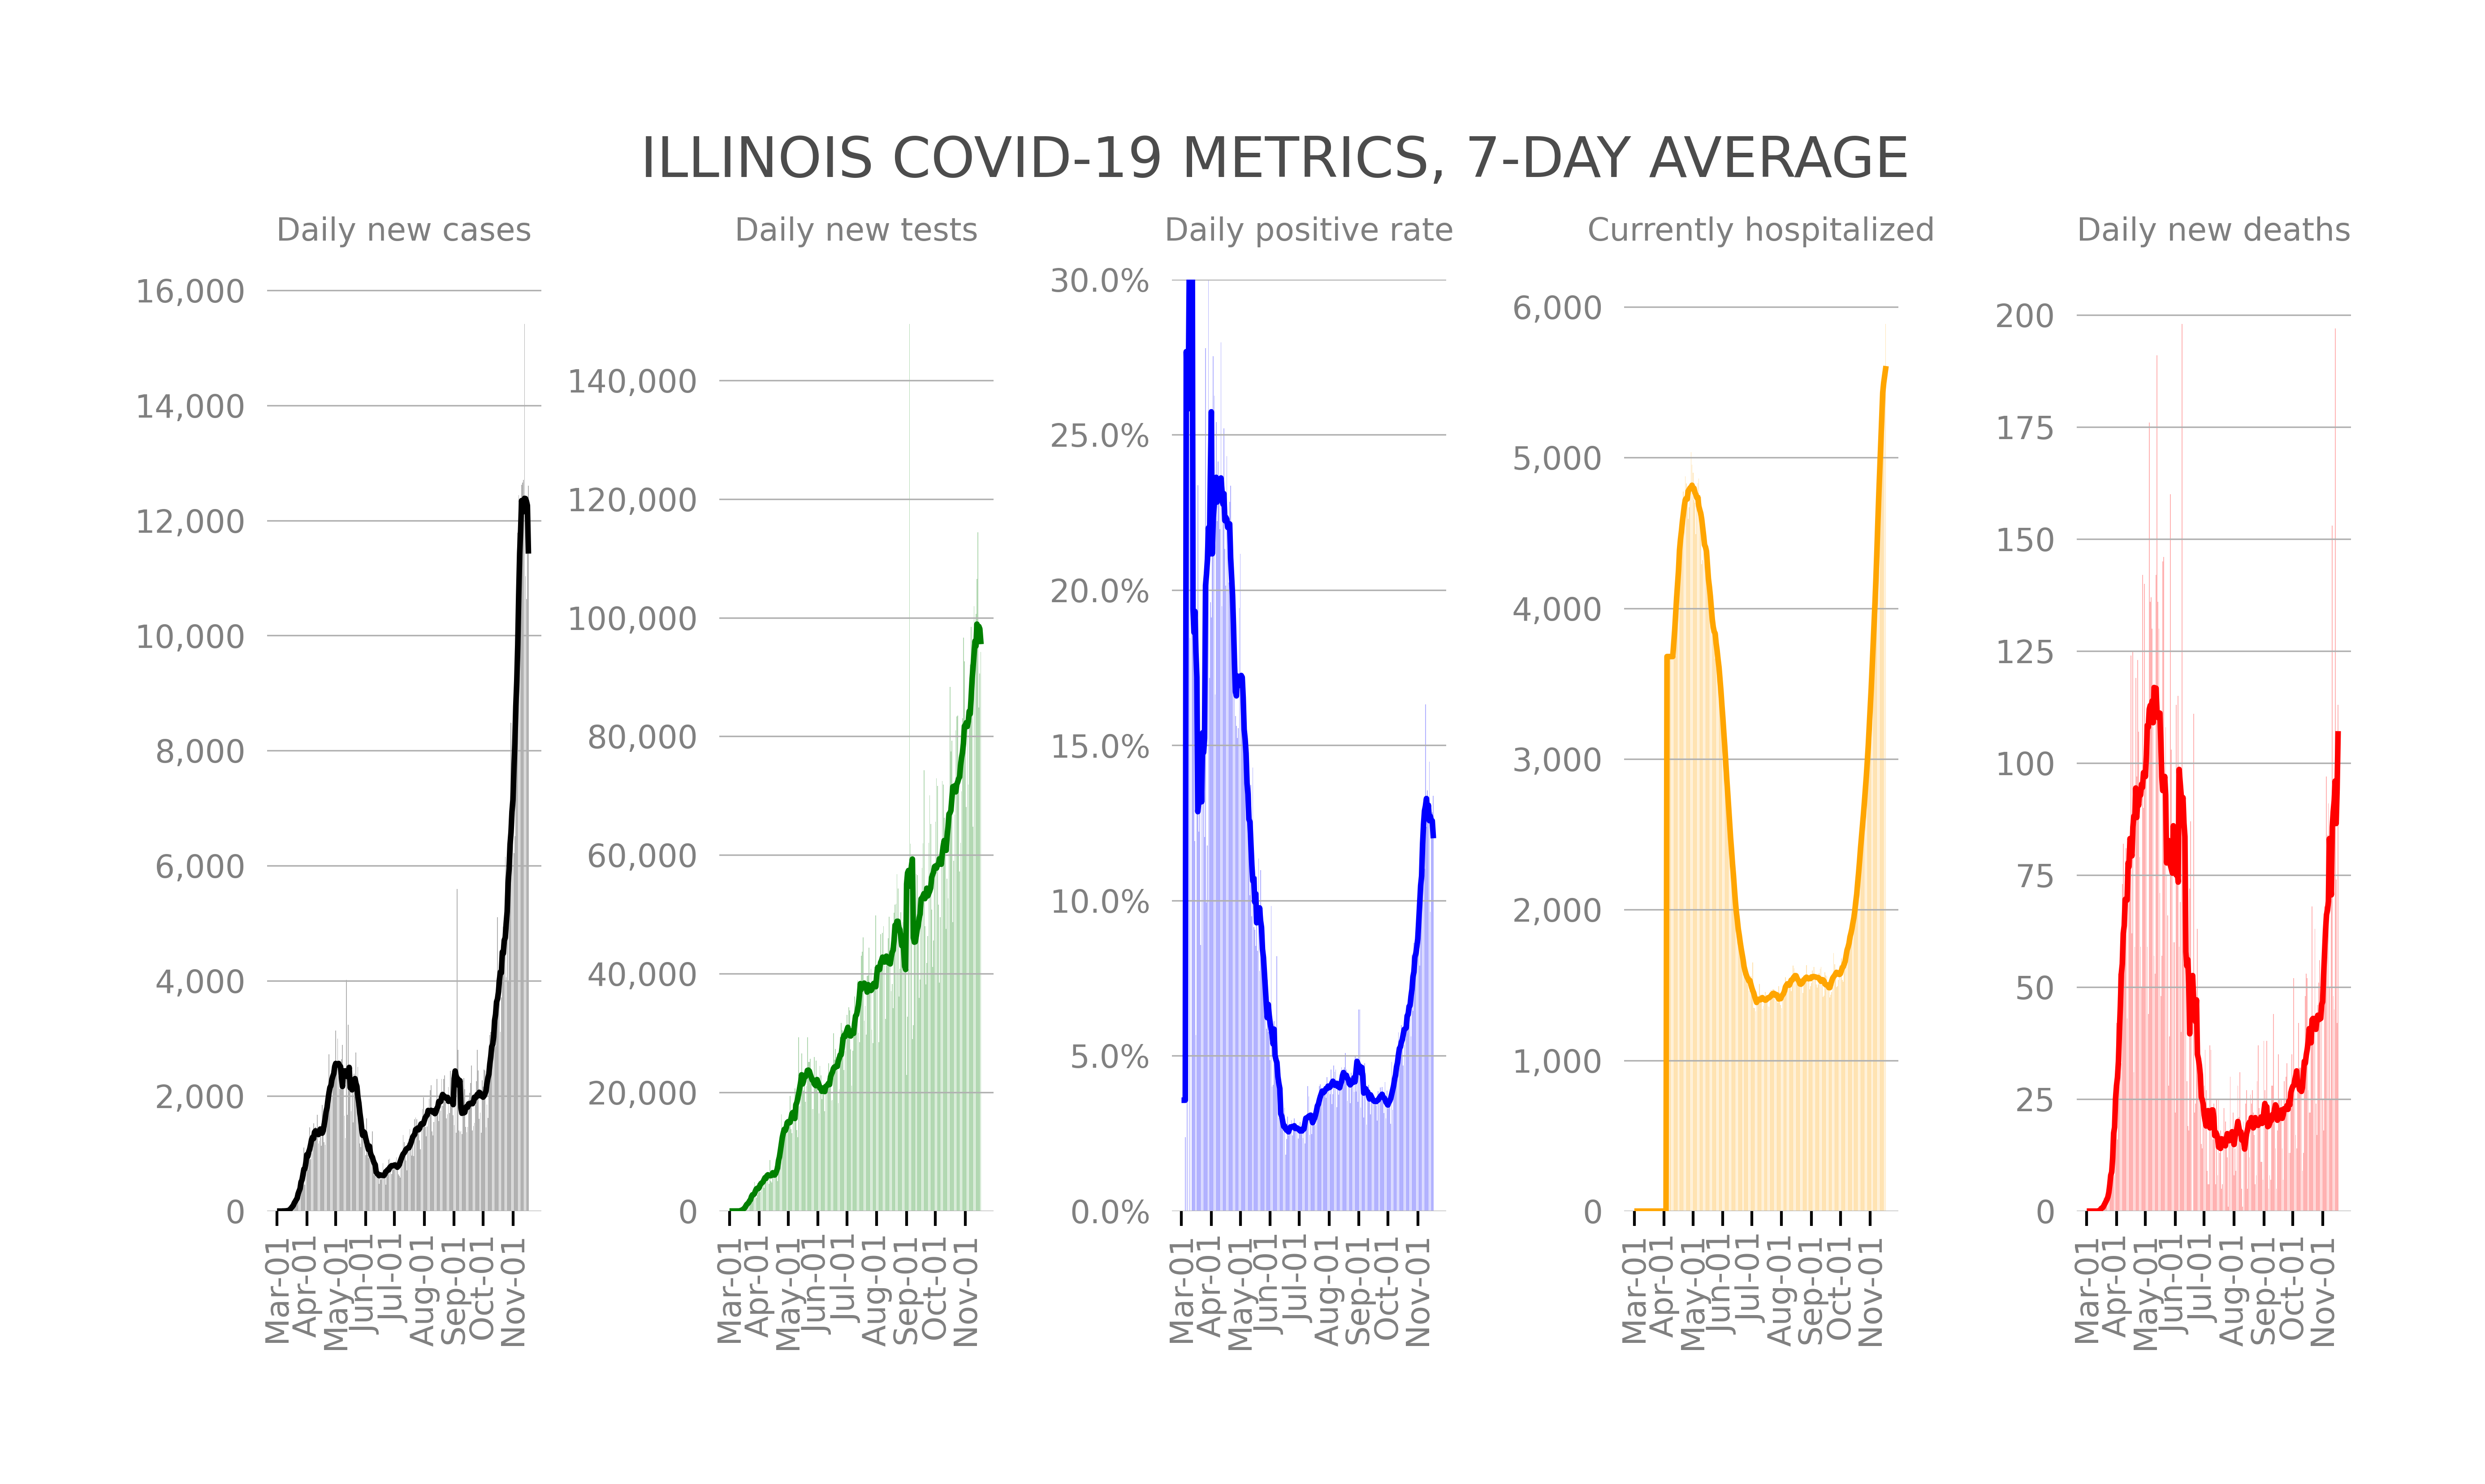 ILLINOIS COVID-19 METRICS, 7-DAY AVERAGE
Daily new cases
16,000
14,000
12,000
10,000
8,000
6,000
4,000
2,000
0
Mar-01
Apr-01
May-01
Jun-01
Jul-01
Aug-01
Sep-01
Oct-01
Nov-01
Daily new tests
140,000
120,000
100,000
80,000
60,000
40,000
20,000
0
Mar-01
Apr-01
May-01
Jun-01
Jul-01
Aug-01
Sep-01
Oct-01
Nov-01
Daily positive rate
30.0%
25.0%
20.0%
15.0%
10.0%
5.0%
0.0%
Mar-01
Apr-01
May-01
Jun-01
Jul-01
Aug-01
Sep-01
Oct-01
Nov-01
Currently hospitalized
6,000
5,000
4,000
3,000
2,000
1,000
0
Mar-01
Apr-01
May-01
Jun-01
Jul-01
Aug-01
Sep-01
Oct-01
Nov-01
Daily new deaths
200
175
150
125
100
75
50
25
0
Mar-01
Apr-01
May-01
Jun-01
Jul-01
Aug-01
Sep-01
Oct-01
Nov-01